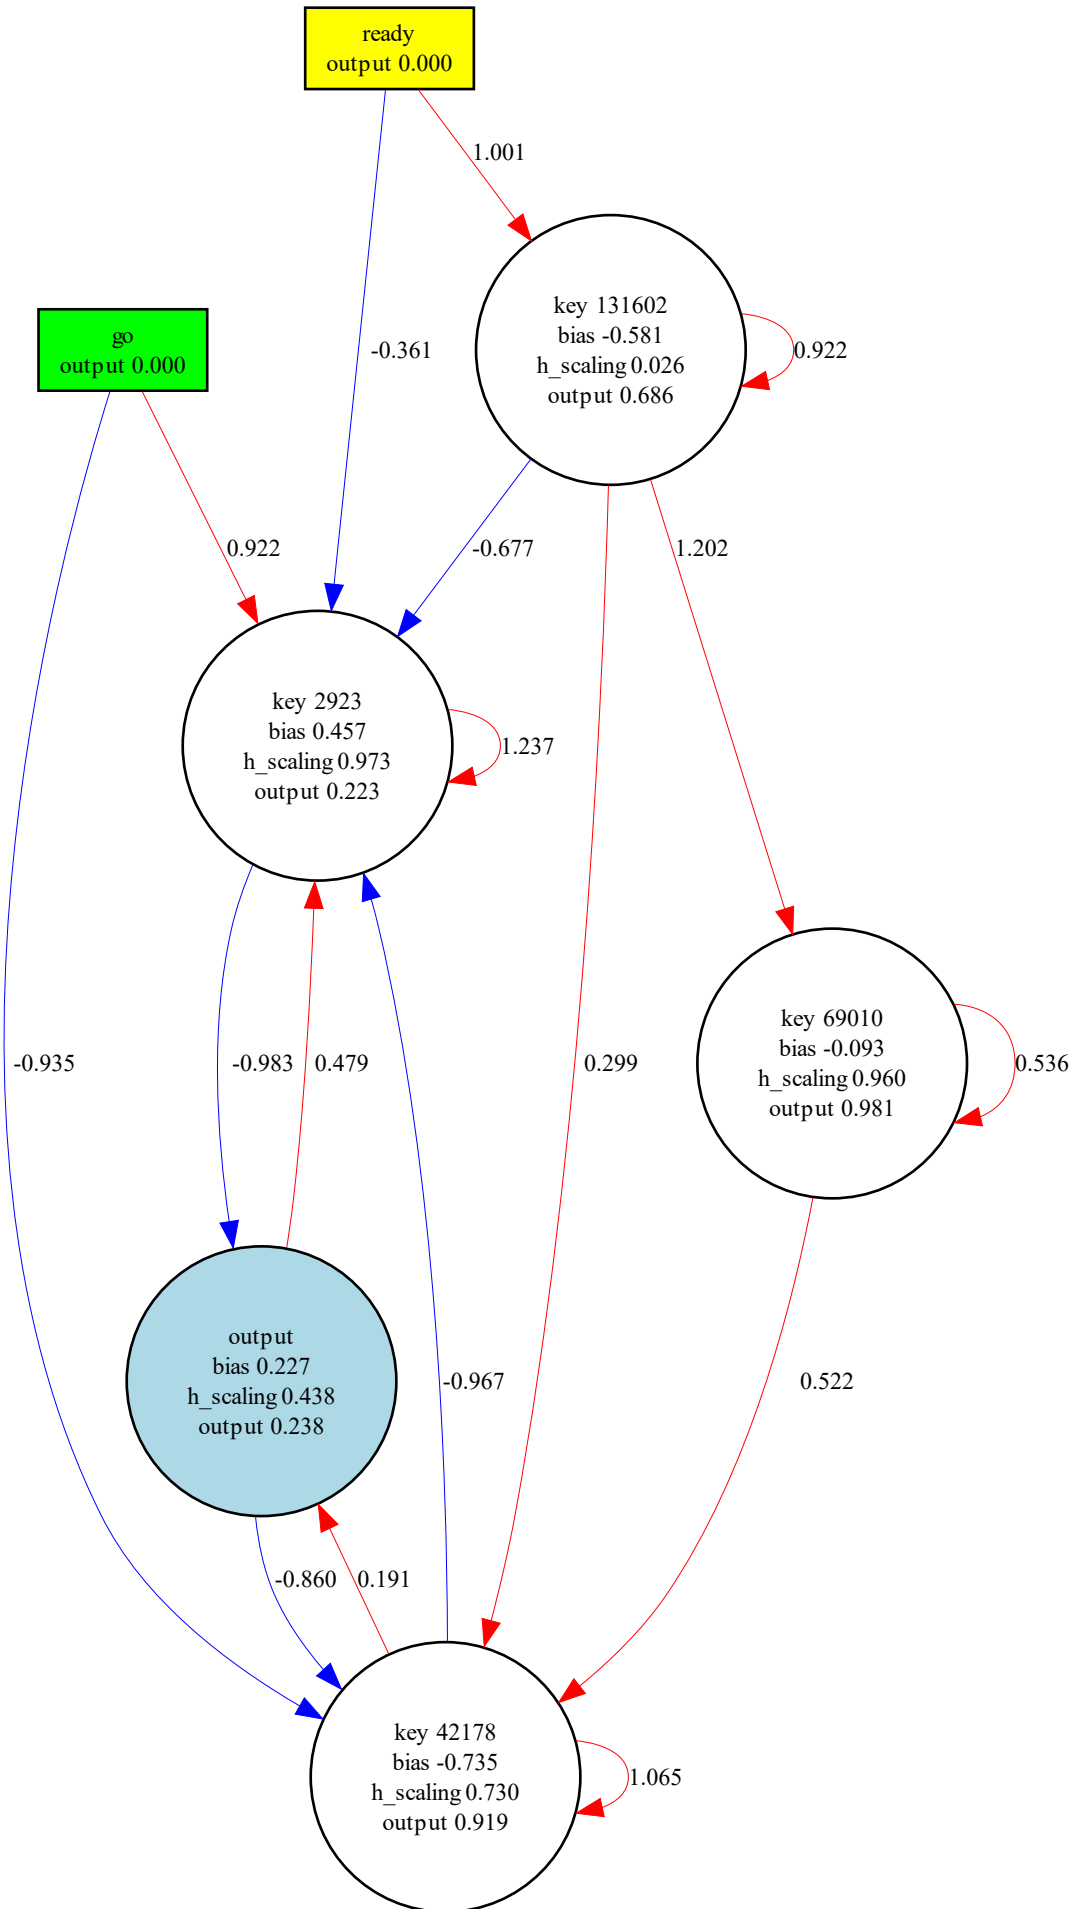 ready
output 0.000
1.001
go
output 0.000
-0.361
key 131602
bias -0.581
h_scaling 0.026
output 0.686
0.922
0.922
-0.677
1.202
key 2923
bias 0.457
h_scaling 0.973
output 0.223
1.237
-0.935
-0.983
0.479
0.299
key 69010
bias -0.093
h_scaling 0.960
output 0.981
0.536
output
bias 0.227
h_scaling 0.438
output 0.238
-0.967
0.522
-0.860
0.191
key 42178
bias -0.735
h_scaling 0.730
output 0.919
1.065